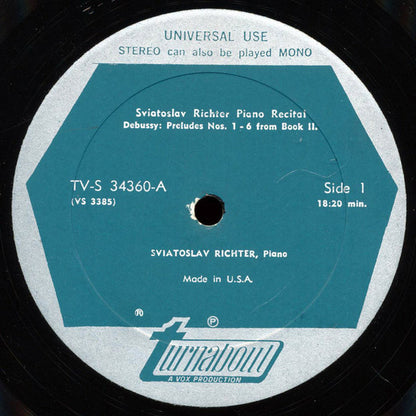 UNIVERSAL USE
STEREO can also be played MONO
Sviatoslav Richter Piano Recital
Debussy: Preludes Nos. 1 - 6 from Book II.
TV-S 34360-A
Side 1
(VS 3385)
18:20 min.
SVIATOSLAV RICHTER, Piano
Made in U.S.A.
® ℗
turnabout
A VOX PRODUCTION